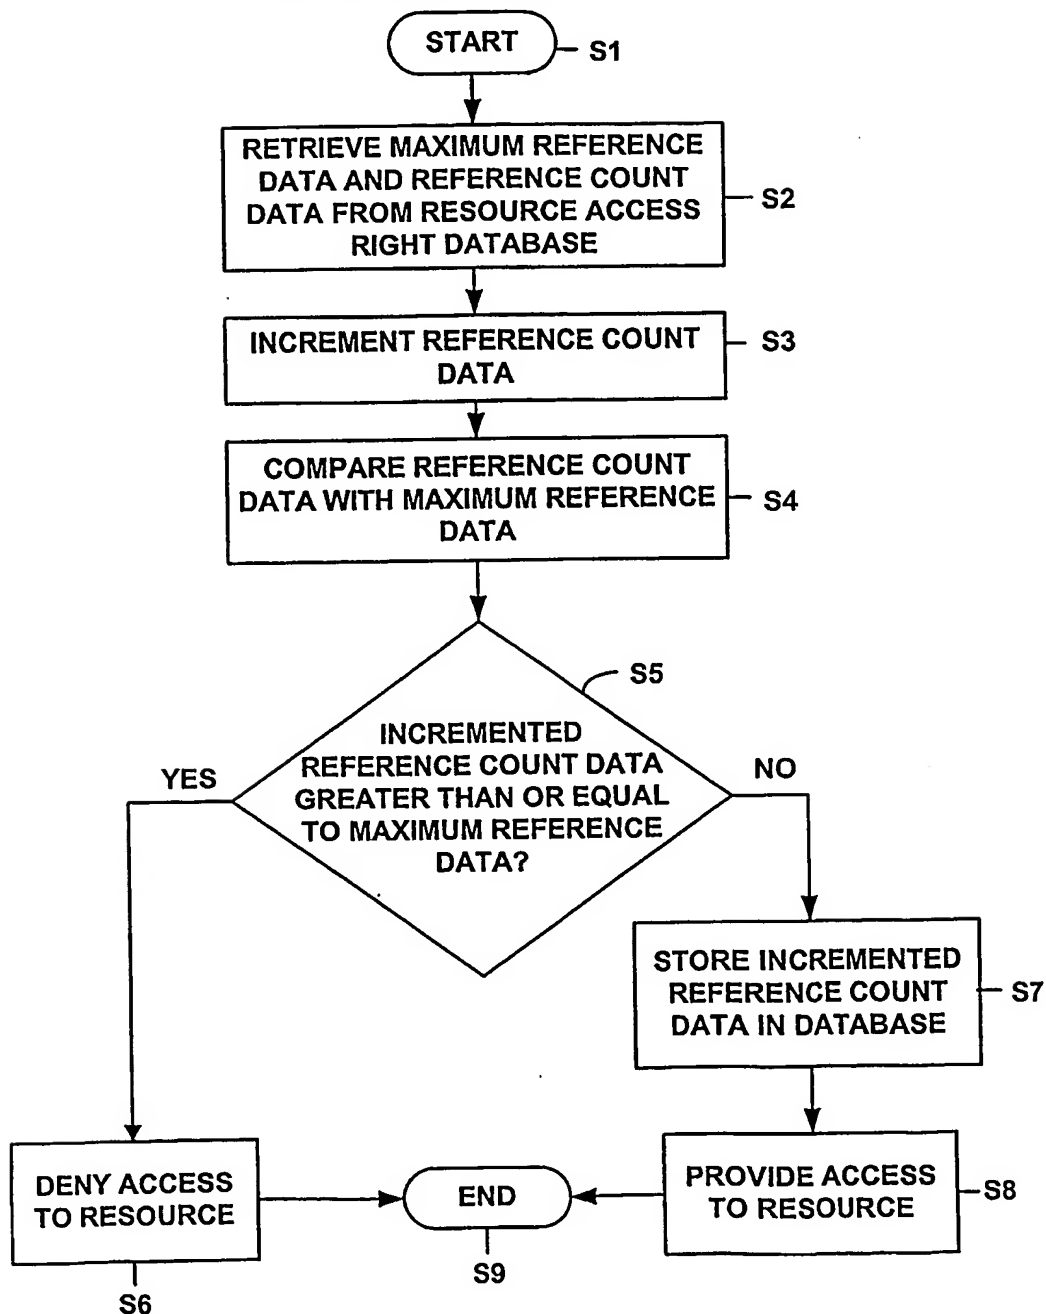 START
S1
RETRIEVE MAXIMUM REFERENCE
DATA AND REFERENCE COUNT
DATA FROM RESOURCE ACCESS
RIGHT DATABASE
S2
INCREMENT REFERENCE COUNT
DATA
S3
COMPARE REFERENCE COUNT
DATA WITH MAXIMUM REFERENCE
DATA
S4
S5
INCREMENTED
REFERENCE COUNT DATA
GREATER THAN OR EQUAL
TO MAXIMUM REFERENCE
DATA?
YES
NO
STORE INCREMENTED
REFERENCE COUNT
DATA IN DATABASE
S7
DENY ACCESS
TO RESOURCE
S6
END
S9
PROVIDE ACCESS
TO RESOURCE
S8